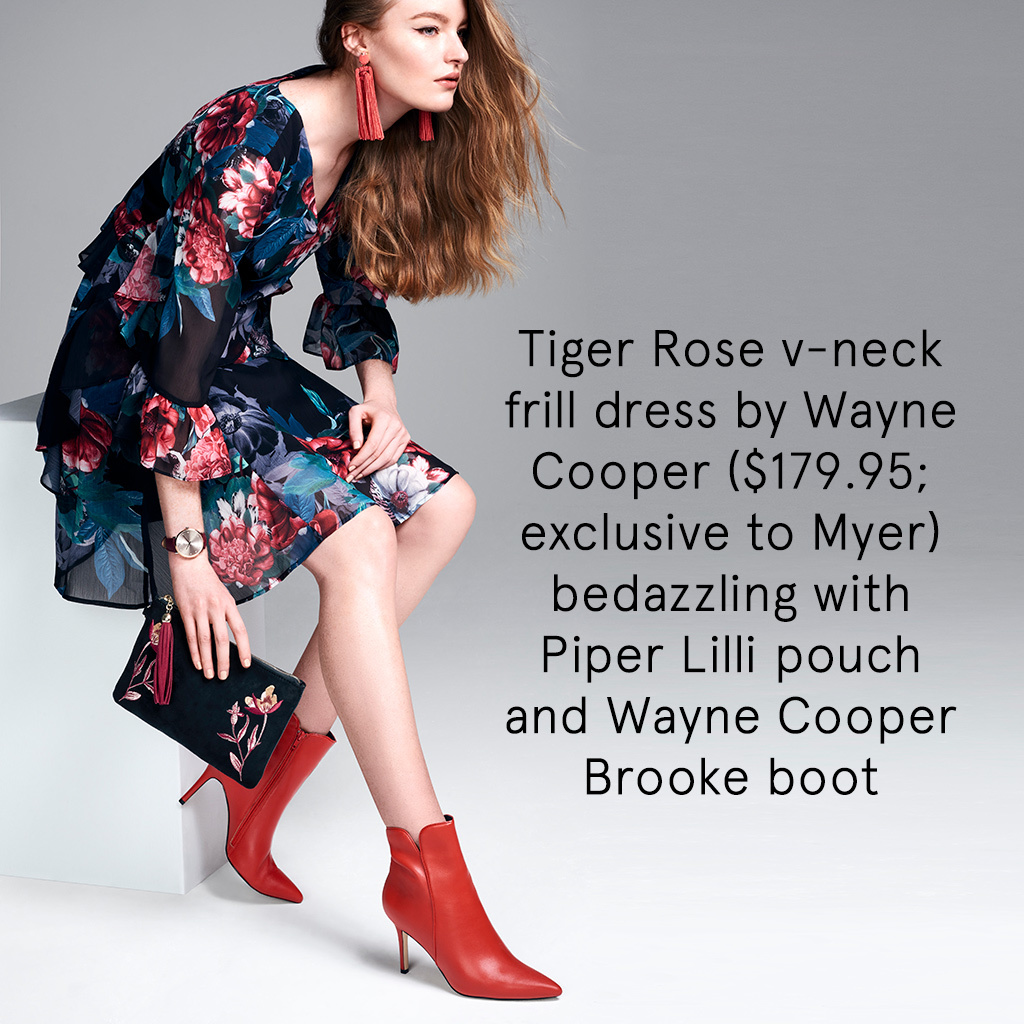 Tiger Rose v-neck
frill dress by Wayne
Cooper ($179.95;
exclusive to Myer)
bedazzling with
Piper Lilli pouch
and Wayne Cooper
Brooke boot